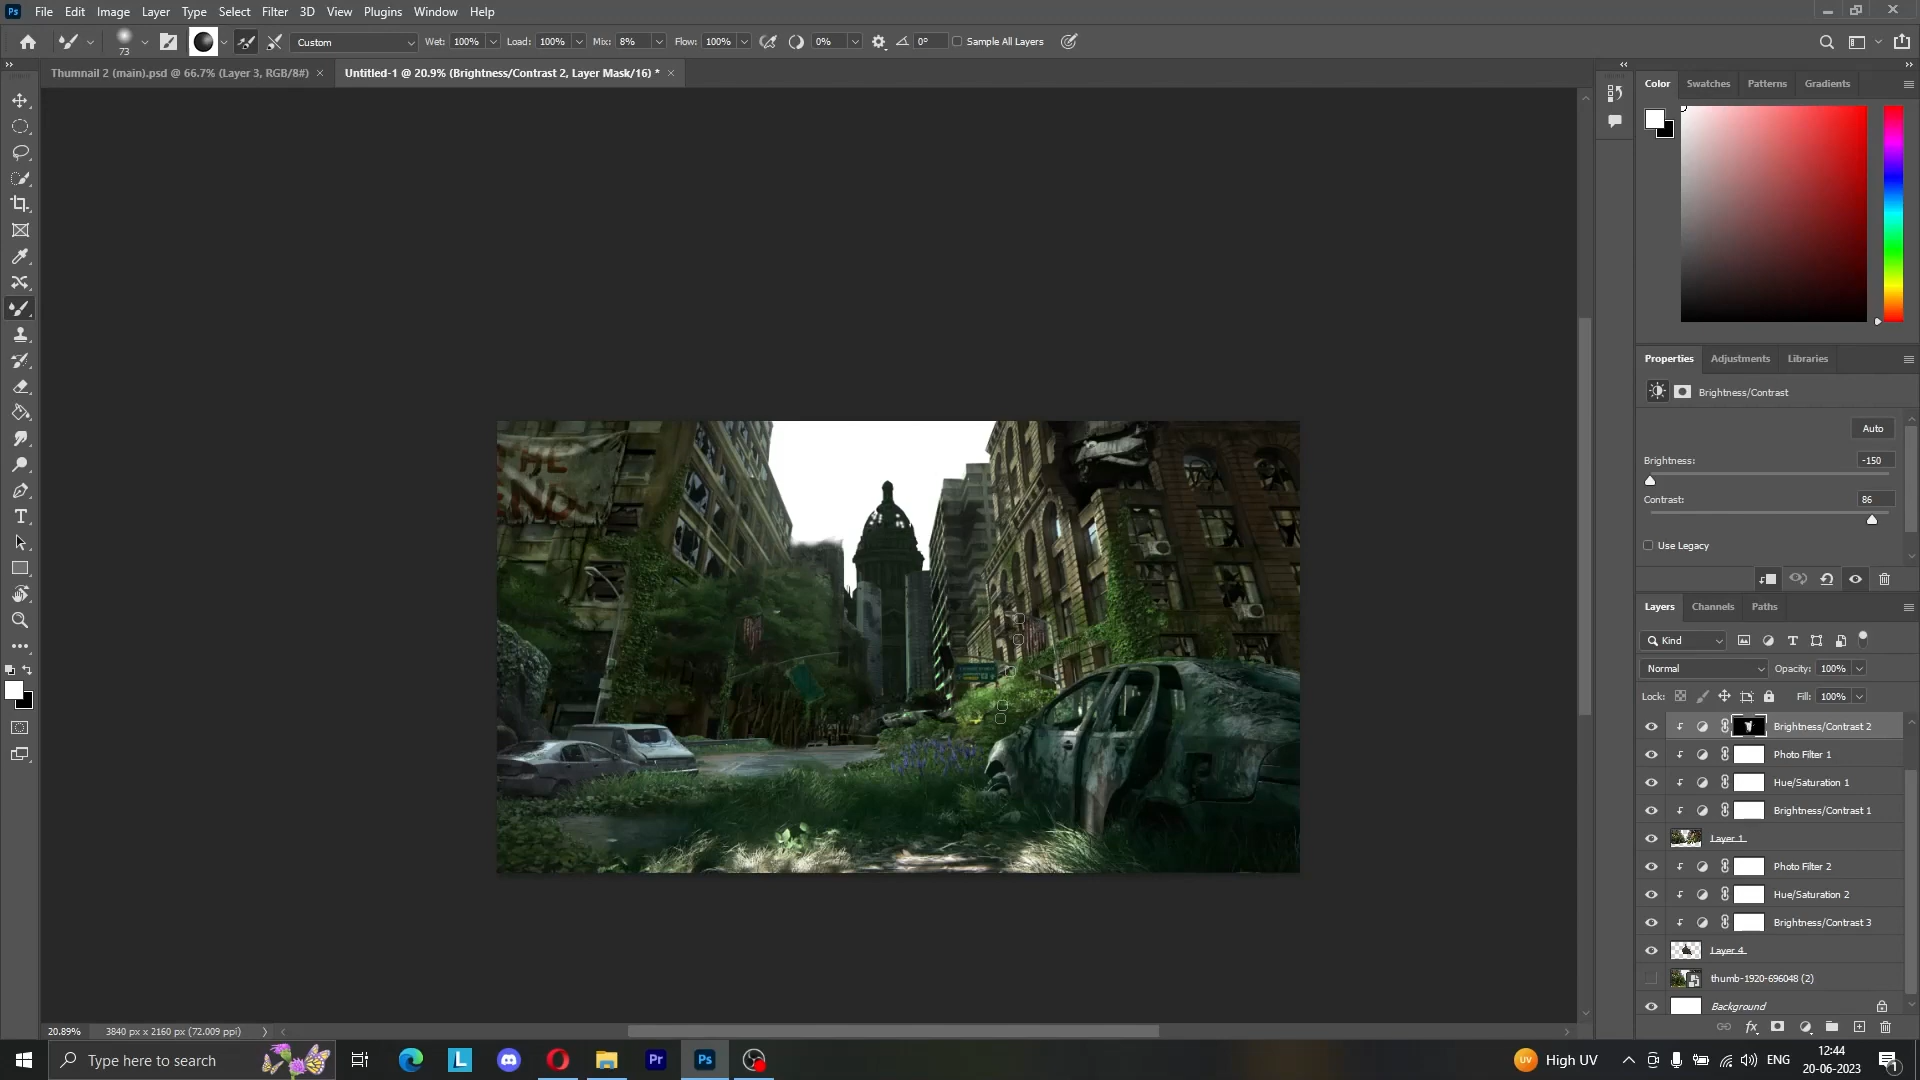 File Edit Image Layer Type Select Filter 3D View Plugins Window Help
73 Custom Wet: 100% Load: 100% Mix: 8% Flow: 100% 0% 0° Sample All Layers
Thumnail 2 (main).psd @ 66.7% (Layer 3, RGB/8#) × Untitled-1 @ 20.9% (Brightness/Contrast 2, Layer Mask/16) * ×
Color Swatches Patterns Gradients
Properties Adjustments Libraries
Brightness/Contrast
Auto
Brightness: -150
Contrast: 86
Use Legacy
THE
END
Layers Channels Paths
Kind
Normal Opacity: 100%
Lock: Fill: 100%
Brightness/Contrast 2
Photo Filter 1
Hue/Saturation 1
Brightness/Contrast 1
Layer 1
Photo Filter 2
Hue/Saturation 2
Brightness/Contrast 3
Layer 4
thumb-1920-696048 (2)
Background
20.89% 3840 px x 2160 px (72.009 ppi)
Type here to search
High UV
ENG
12:44
20-06-2023